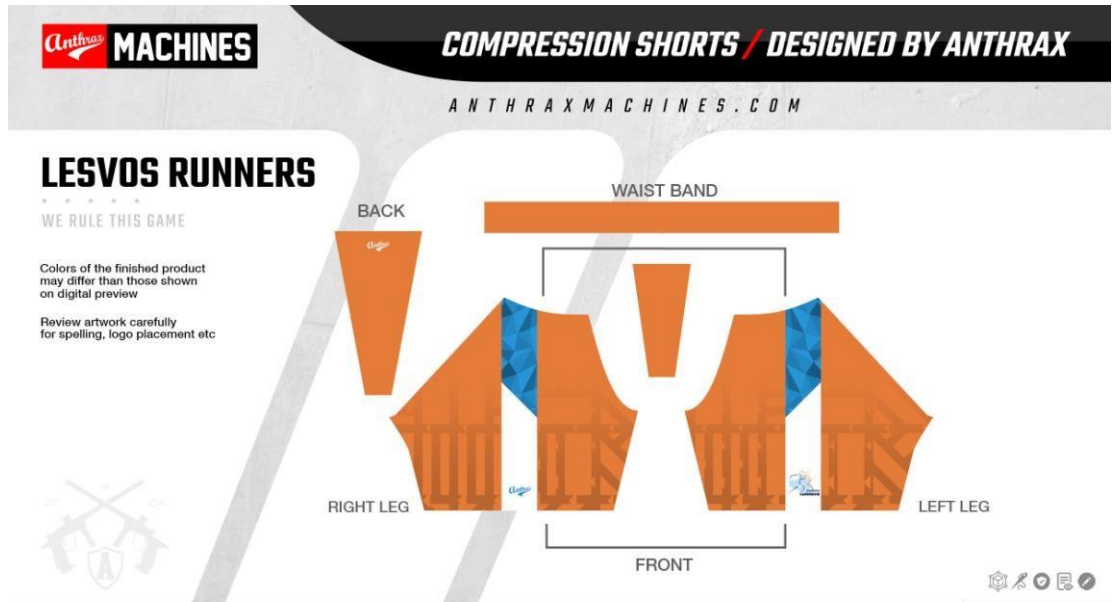 Anthrax MACHINES
COMPRESSION SHORTS / DESIGNED BY ANTHRAX
ANTHRAXMACHINES.COM
LESVOS RUNNERS
WE RULE THIS GAME
Colors of the finished product
may differ than those shown
on digital preview
Review artwork carefully
for spelling, logo placement etc
WAIST BAND
BACK
Anthrax
Anthrax
RIGHT LEG
LEFT LEG
FRONT
A